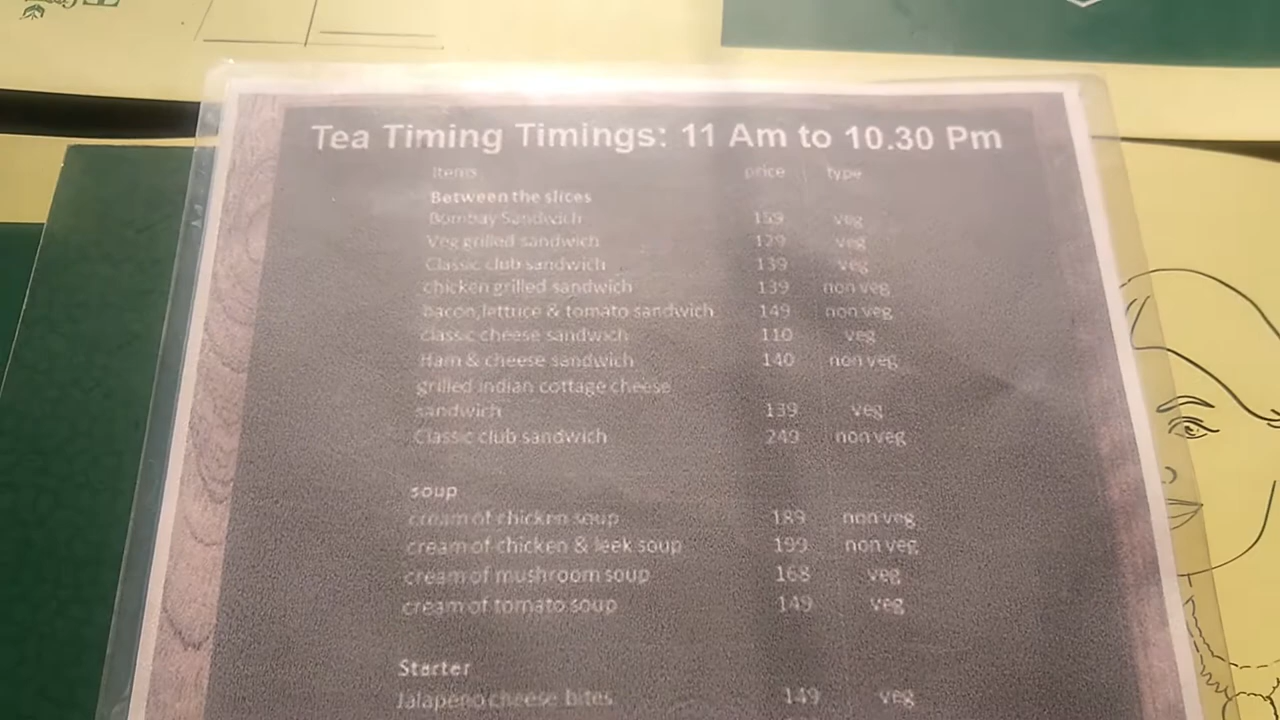 Tea Timing Timings: 11 Am to 10.30 Pm
Items price type
Between the slices
Bombay Sandwich 159 veg
Veg grilled sandwich 129 veg
Classic club sandwich 139 veg
chicken grilled sandwich 139 non veg
bacon,lettuce & tomato sandwich 149 non veg
classic cheese sandwich 110 veg
Ham & cheese sandwich 140 non veg
grilled indian cottage cheese
sandwich 139 veg
Classic club sandwich 249 non veg
soup
cream of chicken soup 189 non veg
cream of chicken & leek soup 199 non veg
cream of mushroom soup 168 veg
cream of tomato soup 149 veg
Starter
Jalapeno cheese bites 149 veg